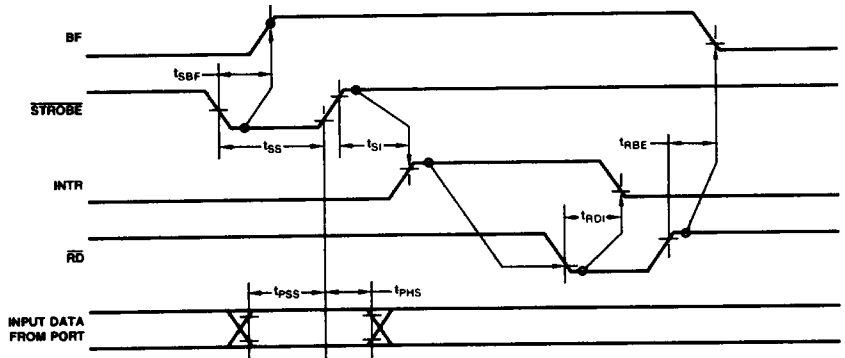 BF
tSBF
STROBE
tSS
tSI
tRBE
INTR
tRDI
RD
tPSS
tPHS
INPUT DATA
FROM PORT